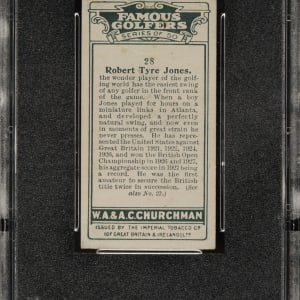 FAMOUS
GOLFERS
SERIES OF 50
28
Robert Tyre Jones,
the wonder player of the golf-
ing world has the easiest swing
of any golfer in the front rank
of the game. When a boy
Jones played for hours on a
miniature links in Atlanta,
and developed a perfectly
natural swing, and now even
in moments of great strain he
never presses. He has repre-
sented the United States against
Great Britain 1921, 1922, 1924,
1926, and won the British Open
Championship in 1926 and 1927,
his aggregate score in 1927 being
a record. He was the first
amateur to secure the British
title twice in succession. (See
also No. 27.)
W.A.& A.C. CHURCHMAN
ISSUED BY THE IMPERIAL TOBACCO CO
(OF GREAT BRITAIN & IRELAND), LTD